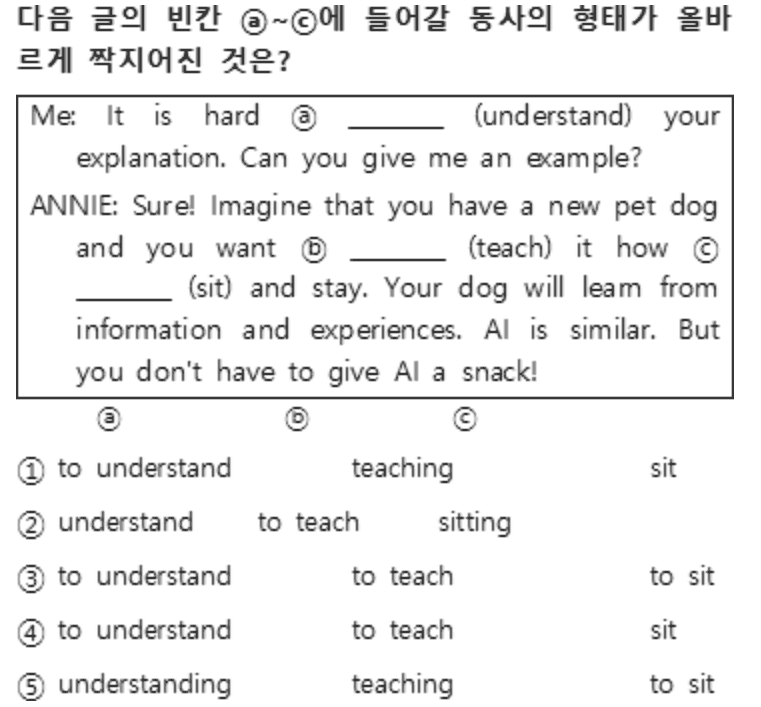 다음 글의 빈칸 ⓐ~ⓒ에 들어갈 동사의 형태가 올바
르게 짝지어진 것은?
Me: It is hard ⓐ _______ (understand) your
explanation. Can you give me an example?
ANNIE: Sure! Imagine that you have a new pet dog
and you want ⓑ _______ (teach) it how ⓒ
_______ (sit) and stay. Your dog will learn from
information and experiences. AI is similar. But
you don't have to give AI a snack!
ⓐ ⓑ ⓒ
① to understand teaching sit
② understand to teach sitting
③ to understand to teach to sit
④ to understand to teach sit
⑤ understanding teaching to sit